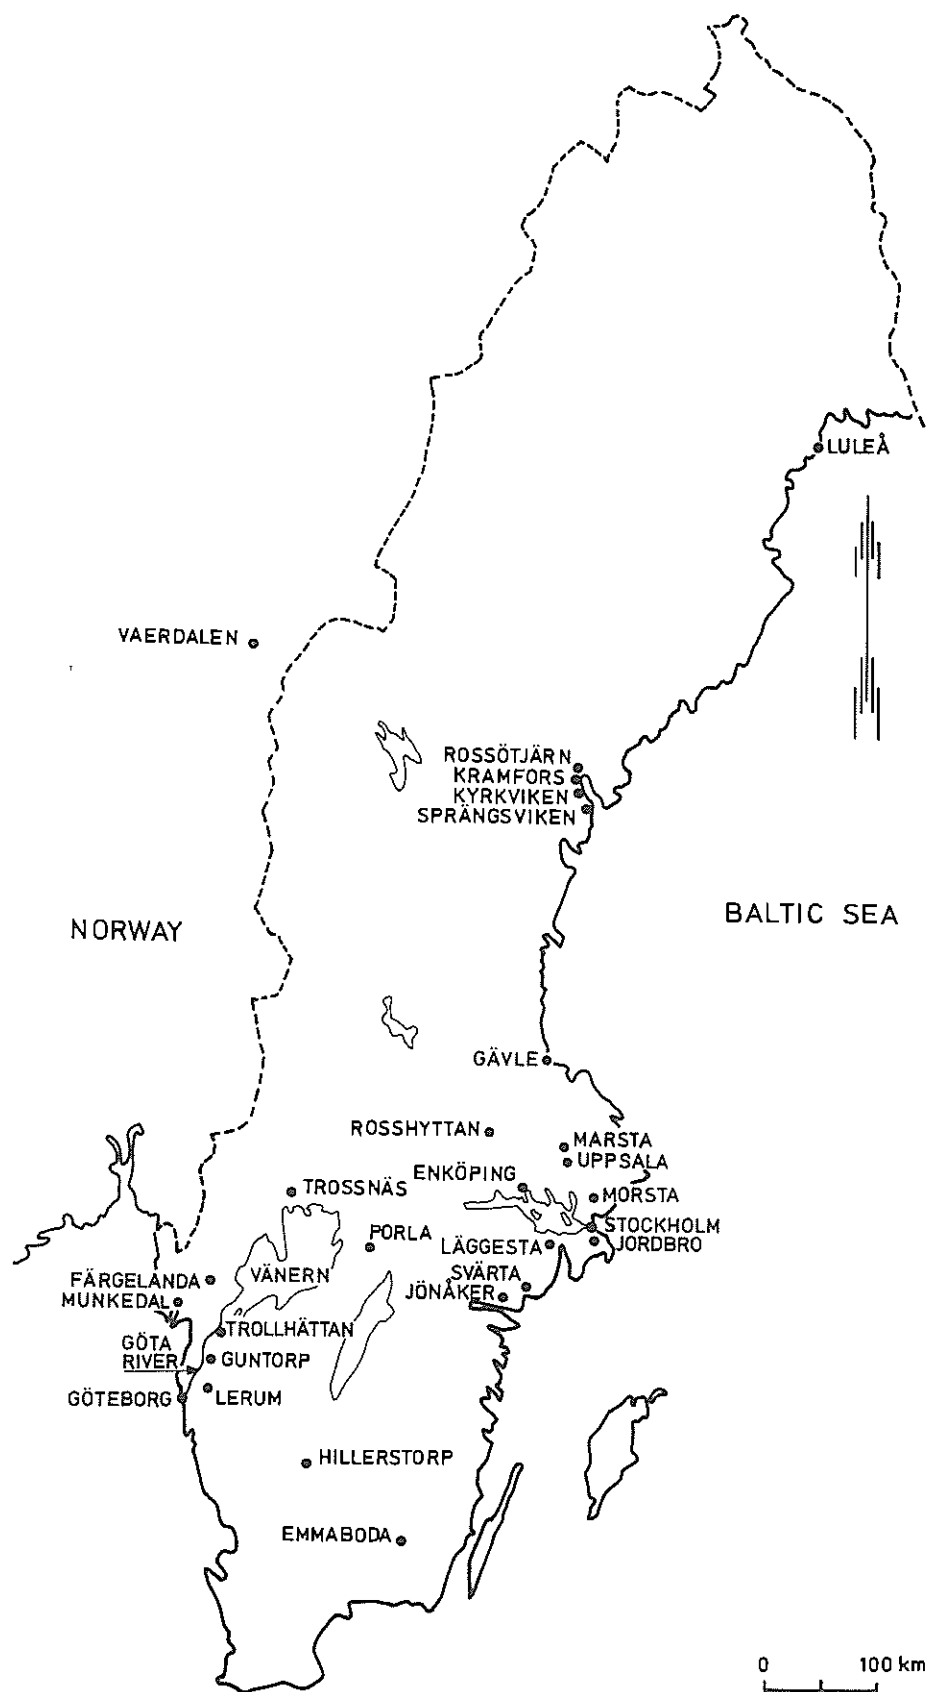 LULEÅ
VAERDALEN
ROSSÖTJÄRN
KRAMFORS
KYRKVIKEN
SPRÄNGSVIKEN
NORWAY
BALTIC SEA
GÄVLE
ROSSHYTTAN
MARSTA
UPPSALA
ENKÖPING
TROSSNÄS
MORSTA
STOCKHOLM
PORLA
LÄGGESTA
JORDBRO
VÄNERN
SVÄRTA
FÄRGELANDA
JÖNÅKER
MUNKEDAL
TROLLHÄTTAN
GÖTA
RIVER
GUNTORP
GÖTEBORG
LERUM
HILLERSTORP
EMMABODA
0 100 km